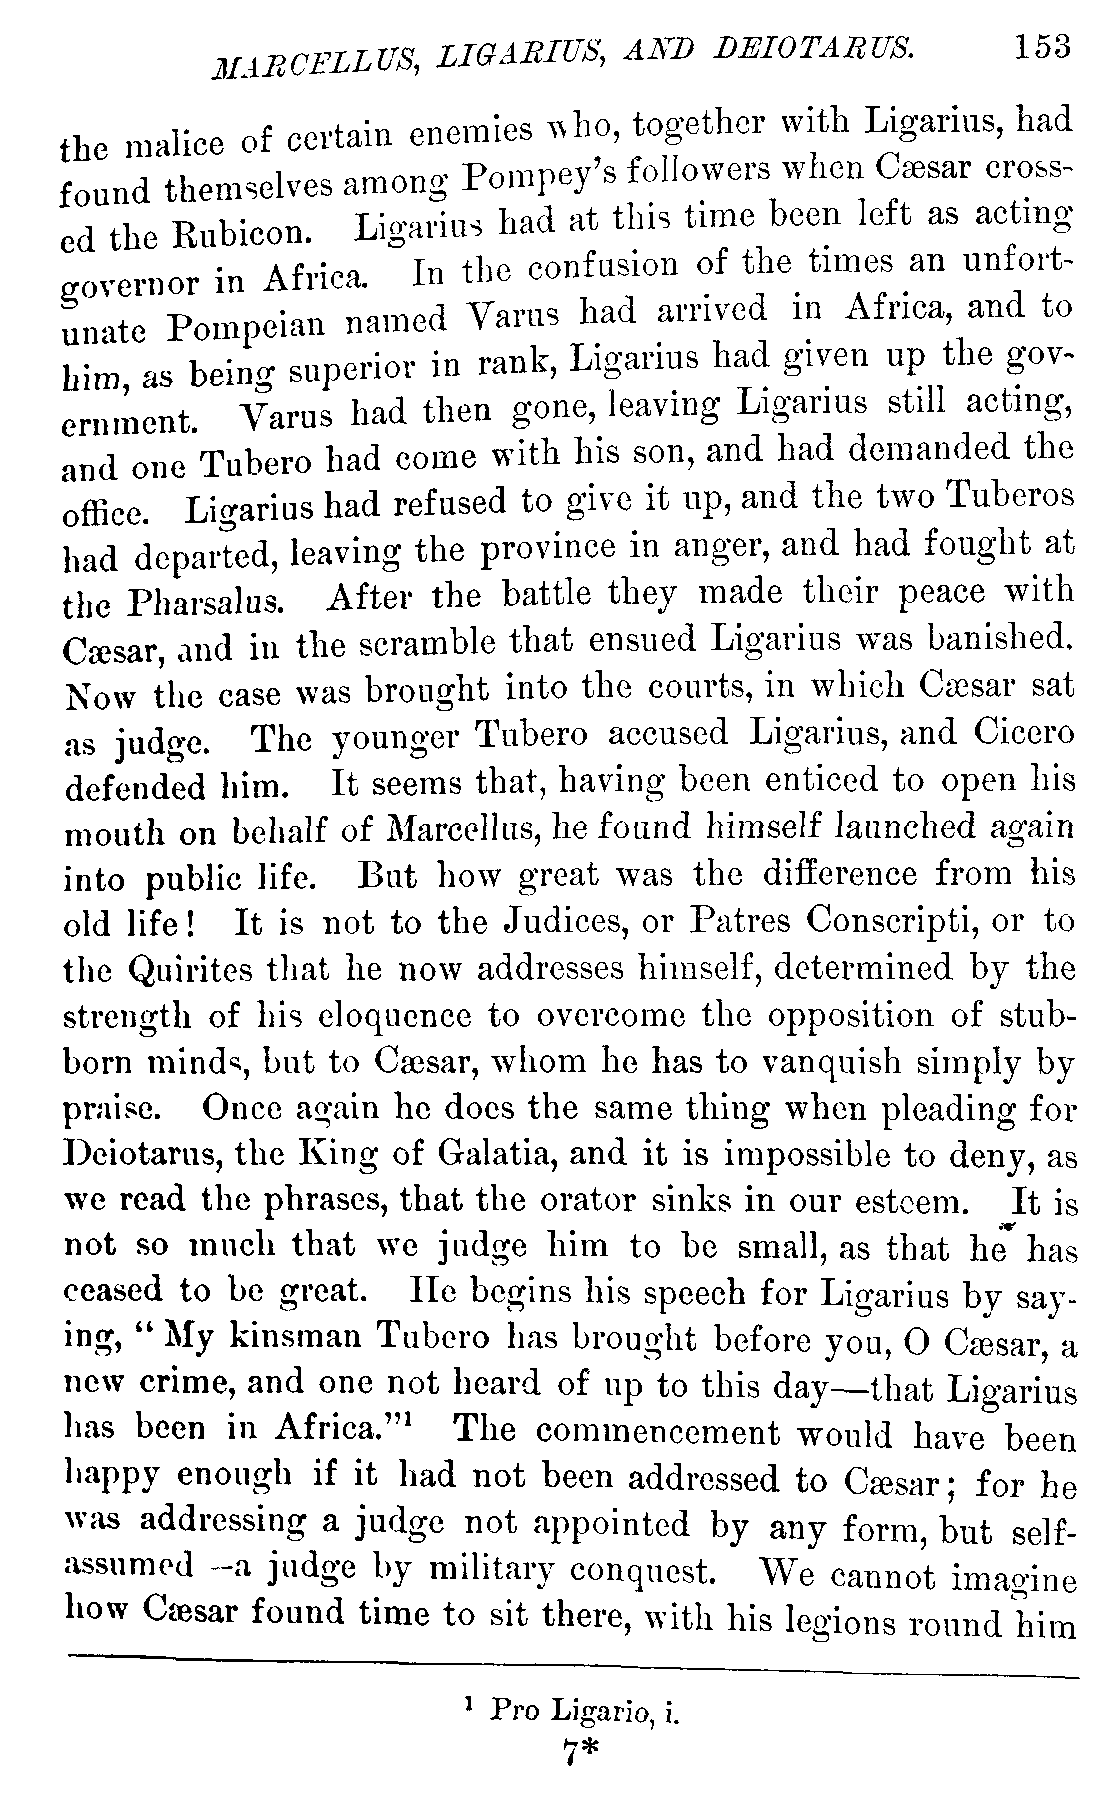 MARCELLUS, LIGARIUS, AND DEIOTARUS. 153
the malice of certain enemies who, together with Ligarius, had
found themselves among Pompey's followers when Cæsar cross-
ed the Rubicon. Ligarius had at this time been left as acting
governor in Africa. In the confusion of the times an unfort-
unate Pompeian named Varus had arrived in Africa, and to
him, as being superior in rank, Ligarius had given up the gov-
ernment. Varus had then gone, leaving Ligarius still acting,
and one Tubero had come with his son, and had demanded the
office. Ligarius had refused to give it up, and the two Tuberos
had departed, leaving the province in anger, and had fought at
the Pharsalus. After the battle they made their peace with
Cæsar, and in the scramble that ensued Ligarius was banished.
Now the case was brought into the courts, in which Cæsar sat
as judge. The younger Tubero accused Ligarius, and Cicero
defended him. It seems that, having been enticed to open his
mouth on behalf of Marcellus, he found himself launched again
into public life. But how great was the difference from his
old life! It is not to the Judices, or Patres Conscripti, or to
the Quirites that he now addresses himself, determined by the
strength of his eloquence to overcome the opposition of stub-
born minds, but to Cæsar, whom he has to vanquish simply by
praise. Once again he does the same thing when pleading for
Deiotarus, the King of Galatia, and it is impossible to deny, as
we read the phrases, that the orator sinks in our esteem. It is
not so much that we judge him to be small, as that he has
ceased to be great. He begins his speech for Ligarius by say-
ing, "My kinsman Tubero has brought before you, O Cæsar, a
new crime, and one not heard of up to this day—that Ligarius
has been in Africa."¹ The commencement would have been
happy enough if it had not been addressed to Cæsar; for he
was addressing a judge not appointed by any form, but self-
assumed—a judge by military conquest. We cannot imagine
how Cæsar found time to sit there, with his legions round him
¹ Pro Ligario, i.
7*